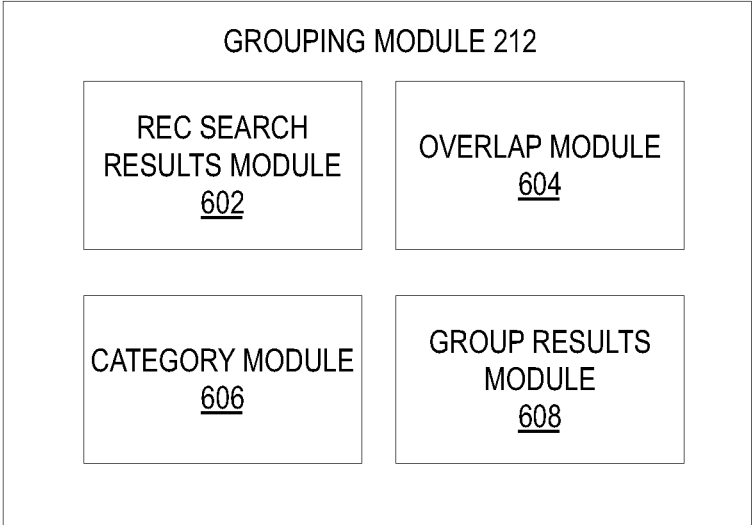 GROUPING MODULE 212
REC SEARCH
RESULTS MODULE
602
OVERLAP MODULE
604
CATEGORY MODULE
606
GROUP RESULTS
MODULE
608